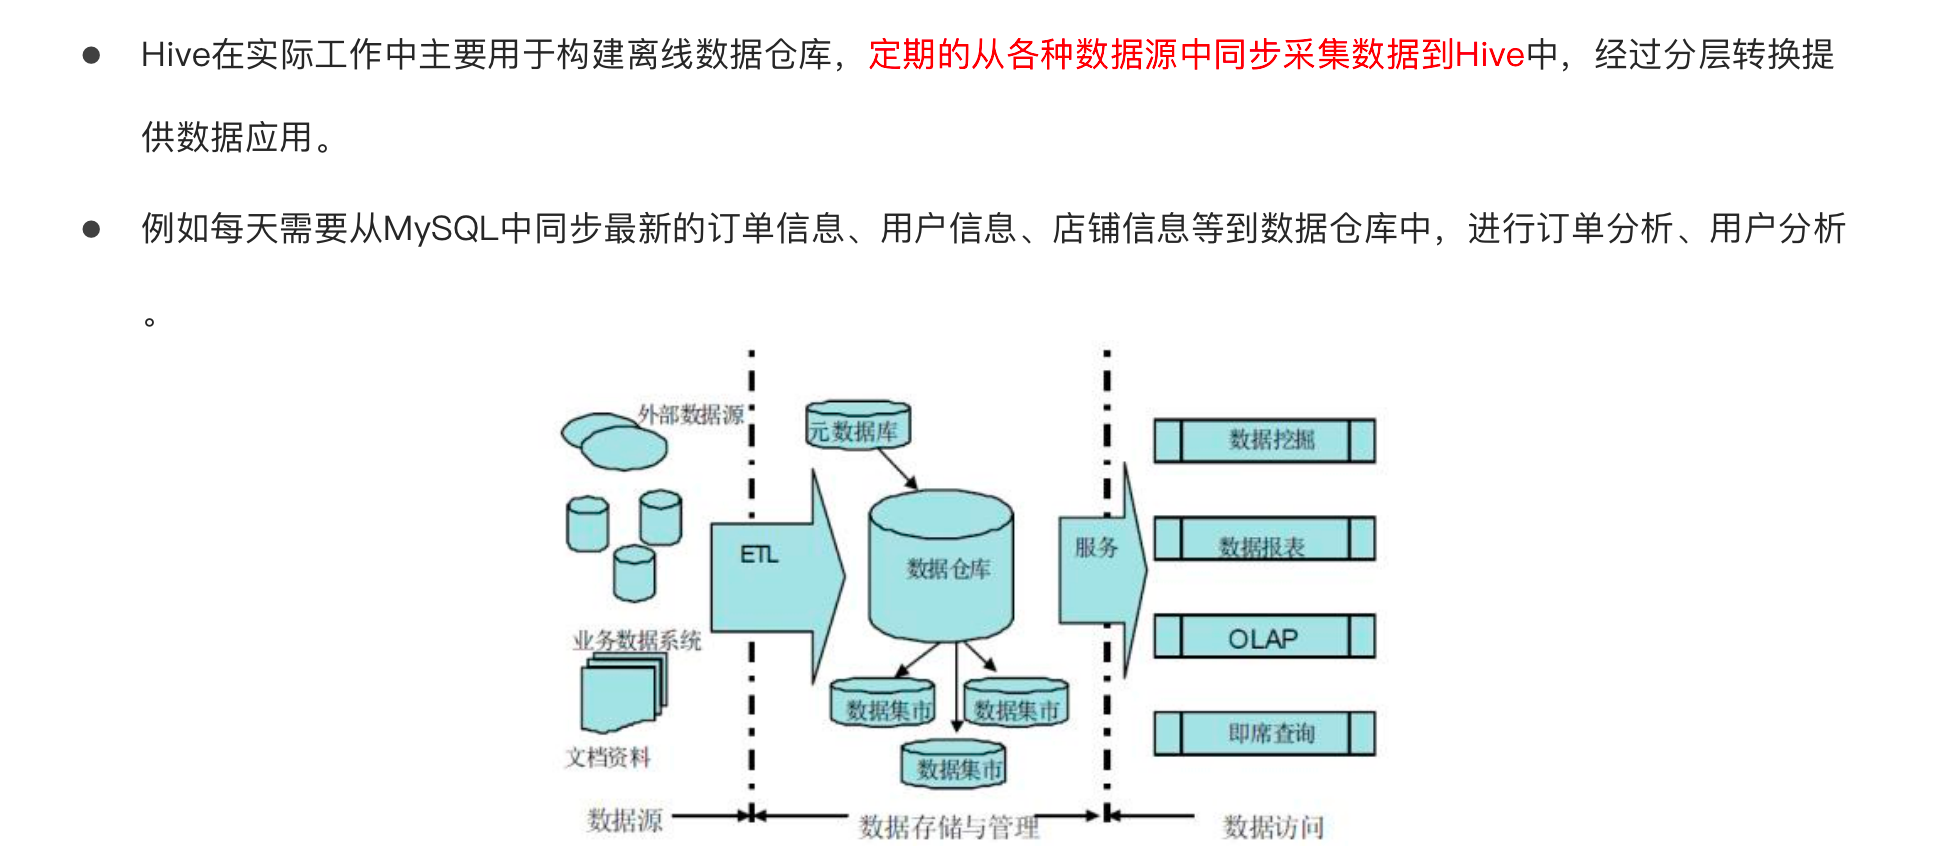 ● Hive在实际工作中主要用于构建离线数据仓库，定期的从各种数据源中同步采集数据到Hive中，经过分层转换提
供数据应用。
● 例如每天需要从MySQL中同步最新的订单信息、用户信息、店铺信息等到数据仓库中，进行订单分析、用户分析
。
外部数据源
业务数据系统
文档资料
ETL
元数据库
数据仓库
数据集市
数据集市
数据集市
服务
数据挖掘
数据报表
OLAP
即席查询
数据源
数据存储与管理
数据访问